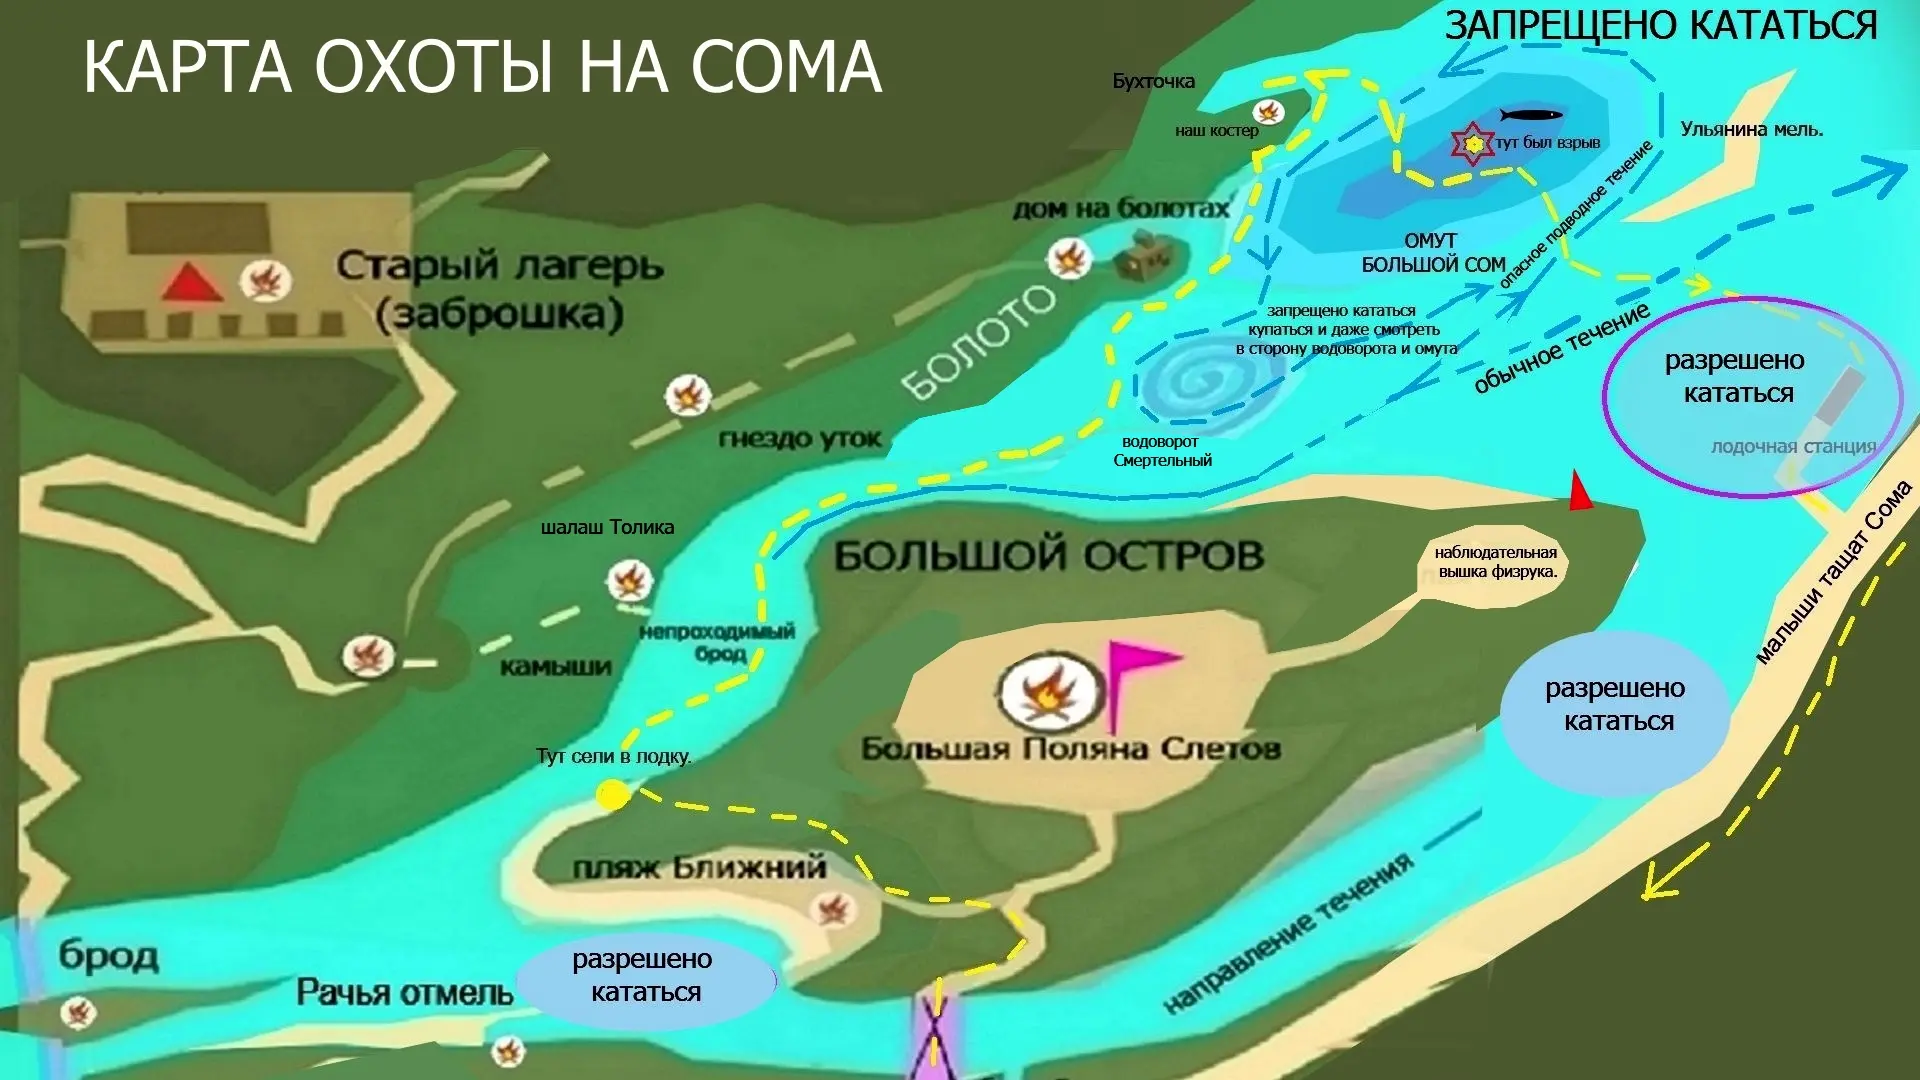 ЗАПРЕЩЕНО КАТАТЬСЯ
КАРТА ОХОТЫ НА СОМА
Бухточка
наш костер
тут был взрыв
Ульянина мель.
опасное подводное течение
дом на болотах
ОМУТ
БОЛЬШОЙ СОМ
Старый лагерь
(заброшка)
БОЛОТО
запрещено кататься
купаться и даже смотреть
в сторону водоворота и омута
обычное течение
разрешено
кататься
лодочная станция
гнездо уток
водоворот
Смертельный
малыши тащат Сома
шалаш Толика
БОЛЬШОЙ ОСТРОВ
наблюдательная
вышка физрука.
непроходимый
брод
камыши
разрешено
кататься
Большая Поляна Слетов
Тут сели в лодку.
пляж Ближний
направление течения
брод
Рачья отмель
разрешено
кататься